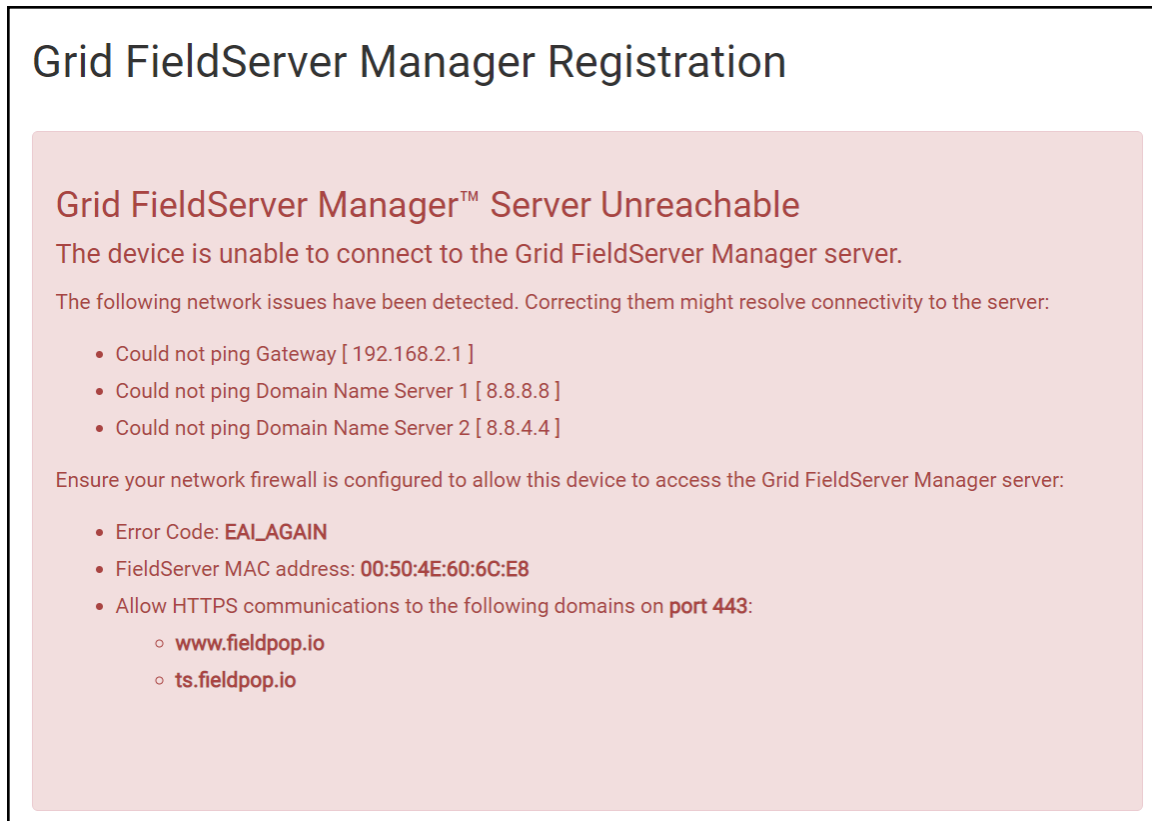 Grid FieldServer Manager Registration
Grid FieldServer Manager™ Server Unreachable
The device is unable to connect to the Grid FieldServer Manager server.
The following network issues have been detected. Correcting them might resolve connectivity to the server:
• Could not ping Gateway [ 192.168.2.1 ]
• Could not ping Domain Name Server 1 [ 8.8.8.8 ]
• Could not ping Domain Name Server 2 [ 8.8.4.4 ]
Ensure your network firewall is configured to allow this device to access the Grid FieldServer Manager server:
• Error Code: EAI_AGAIN
• FieldServer MAC address: 00:50:4E:60:6C:E8
• Allow HTTPS communications to the following domains on port 443:
◦ www.fieldpop.io
◦ ts.fieldpop.io